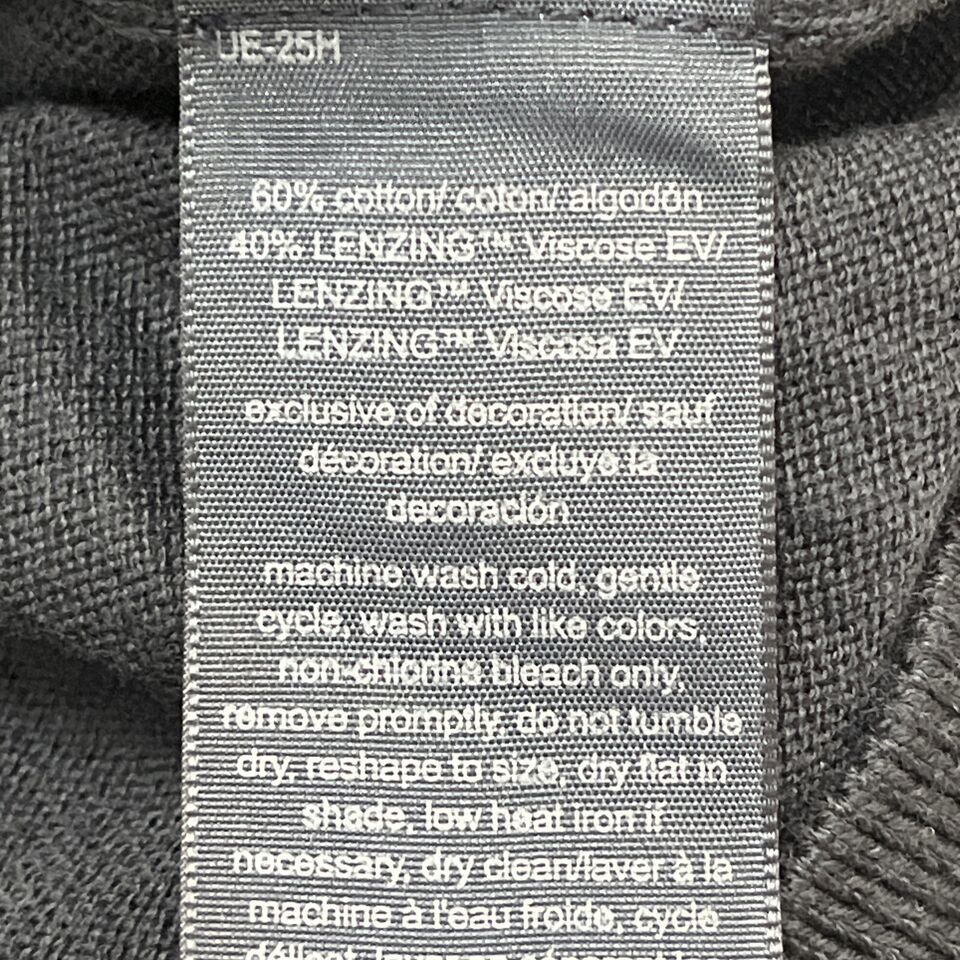 UE-25H
60% cotton/ coton/ algodón
40% LENZING™ Viscose EV/
LENZING™ Viscose EV/
LENZING™ Viscosa EV
exclusive of decoration/ sauf
décoration/ excluye la
decoración
machine wash cold, gentle
cycle, wash with like colors,
non-chlorine bleach only,
remove promptly, do not tumble
dry, reshape to size, dry flat in
shade, low heat iron if
necessary, dry clean/laver à la
machine à l'eau froide, cycle
délicat, laver